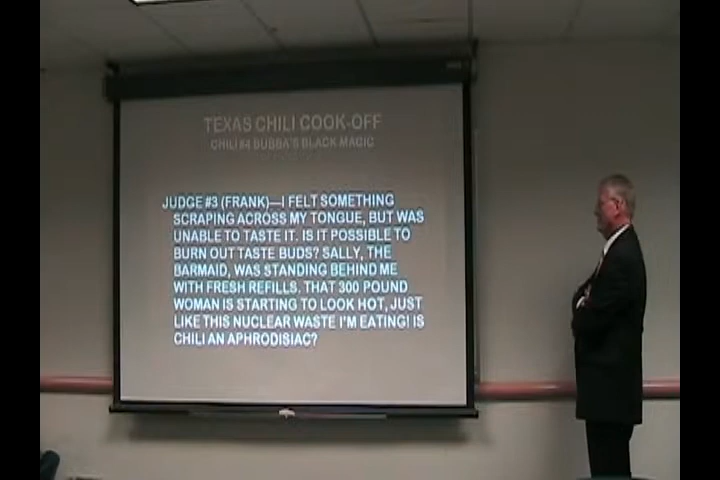 TEXAS CHILI COOK-OFF
CHILI #4 BUBBA'S BLACK MAGIC
JUDGE #3 (FRANK)—I FELT SOMETHING
SCRAPING ACROSS MY TONGUE, BUT WAS
UNABLE TO TASTE IT. IS IT POSSIBLE TO
BURN OUT TASTE BUDS? SALLY, THE
BARMAID, WAS STANDING BEHIND ME
WITH FRESH REFILLS. THAT 300 POUND
WOMAN IS STARTING TO LOOK HOT, JUST
LIKE THIS NUCLEAR WASTE I'M EATING! IS
CHILI AN APHRODISIAC?